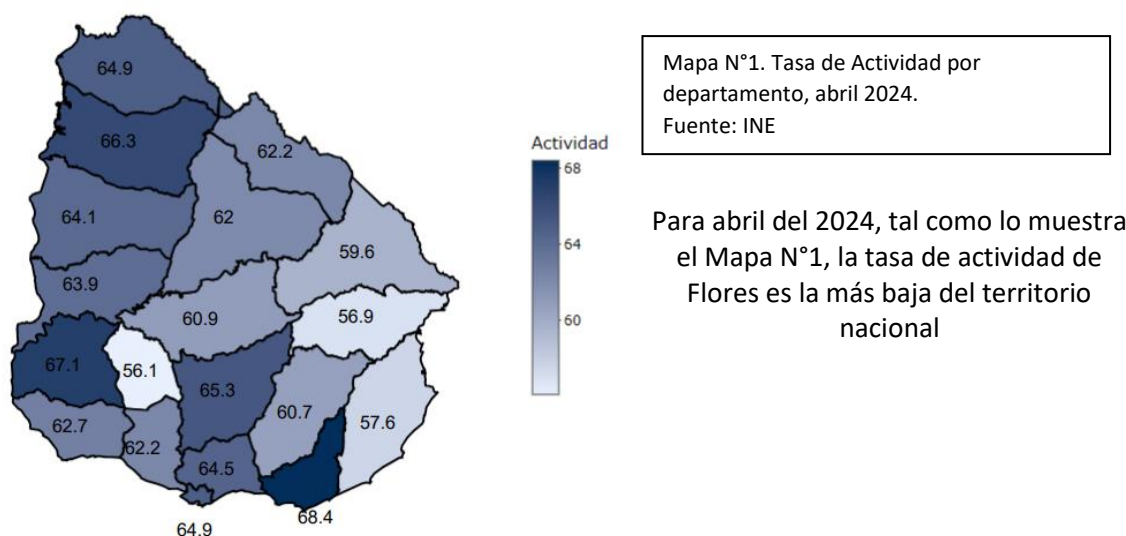 64.9
66.3
62.2
64.1
62
59.6
63.9
60.9
56.9
67.1
56.1
65.3
60.7
57.6
62.7
62.2
64.5
68.4
64.9
Actividad
68
64
60
Mapa N°1. Tasa de Actividad por
departamento, abril 2024.
Fuente: INE
Para abril del 2024, tal como lo muestra
el Mapa N°1, la tasa de actividad de
Flores es la más baja del territorio
nacional